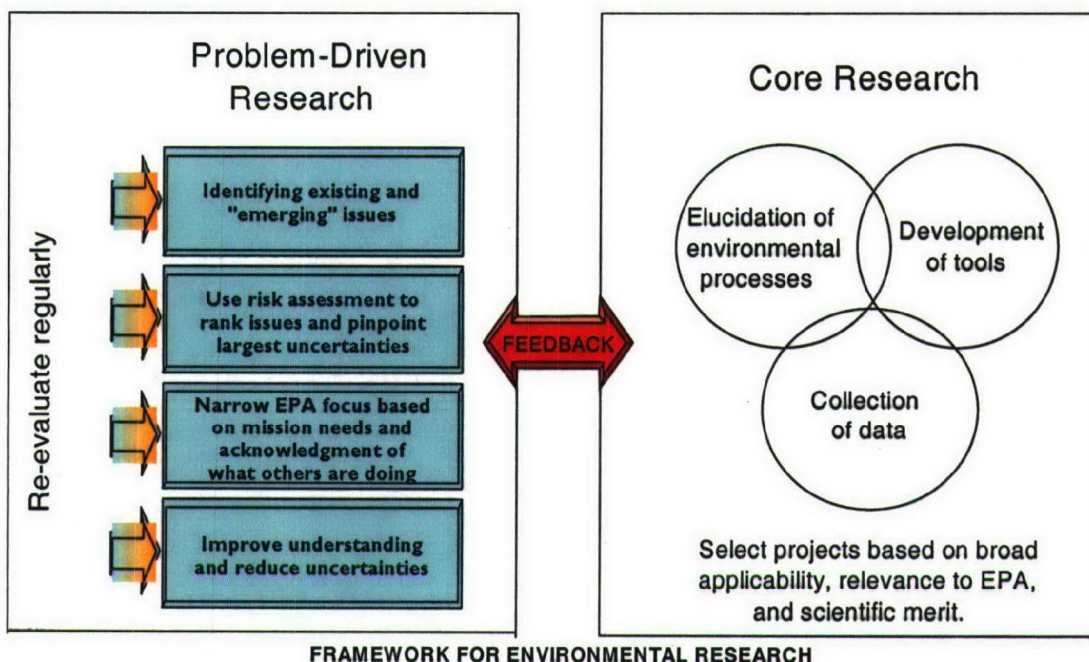 Problem-Driven
Research
Re-evaluate regularly
Identifying existing and
"emerging" issues
Use risk assessment to
rank issues and pinpoint
largest uncertainties
Narrow EPA focus based
on mission needs and
acknowledgment of
what others are doing
Improve understanding
and reduce uncertainties
FEEDBACK
Core Research
Elucidation of
environmental
processes
Development
of tools
Collection
of data
Select projects based on broad
applicability, relevance to EPA,
and scientific merit.
FRAMEWORK FOR ENVIRONMENTAL RESEARCH